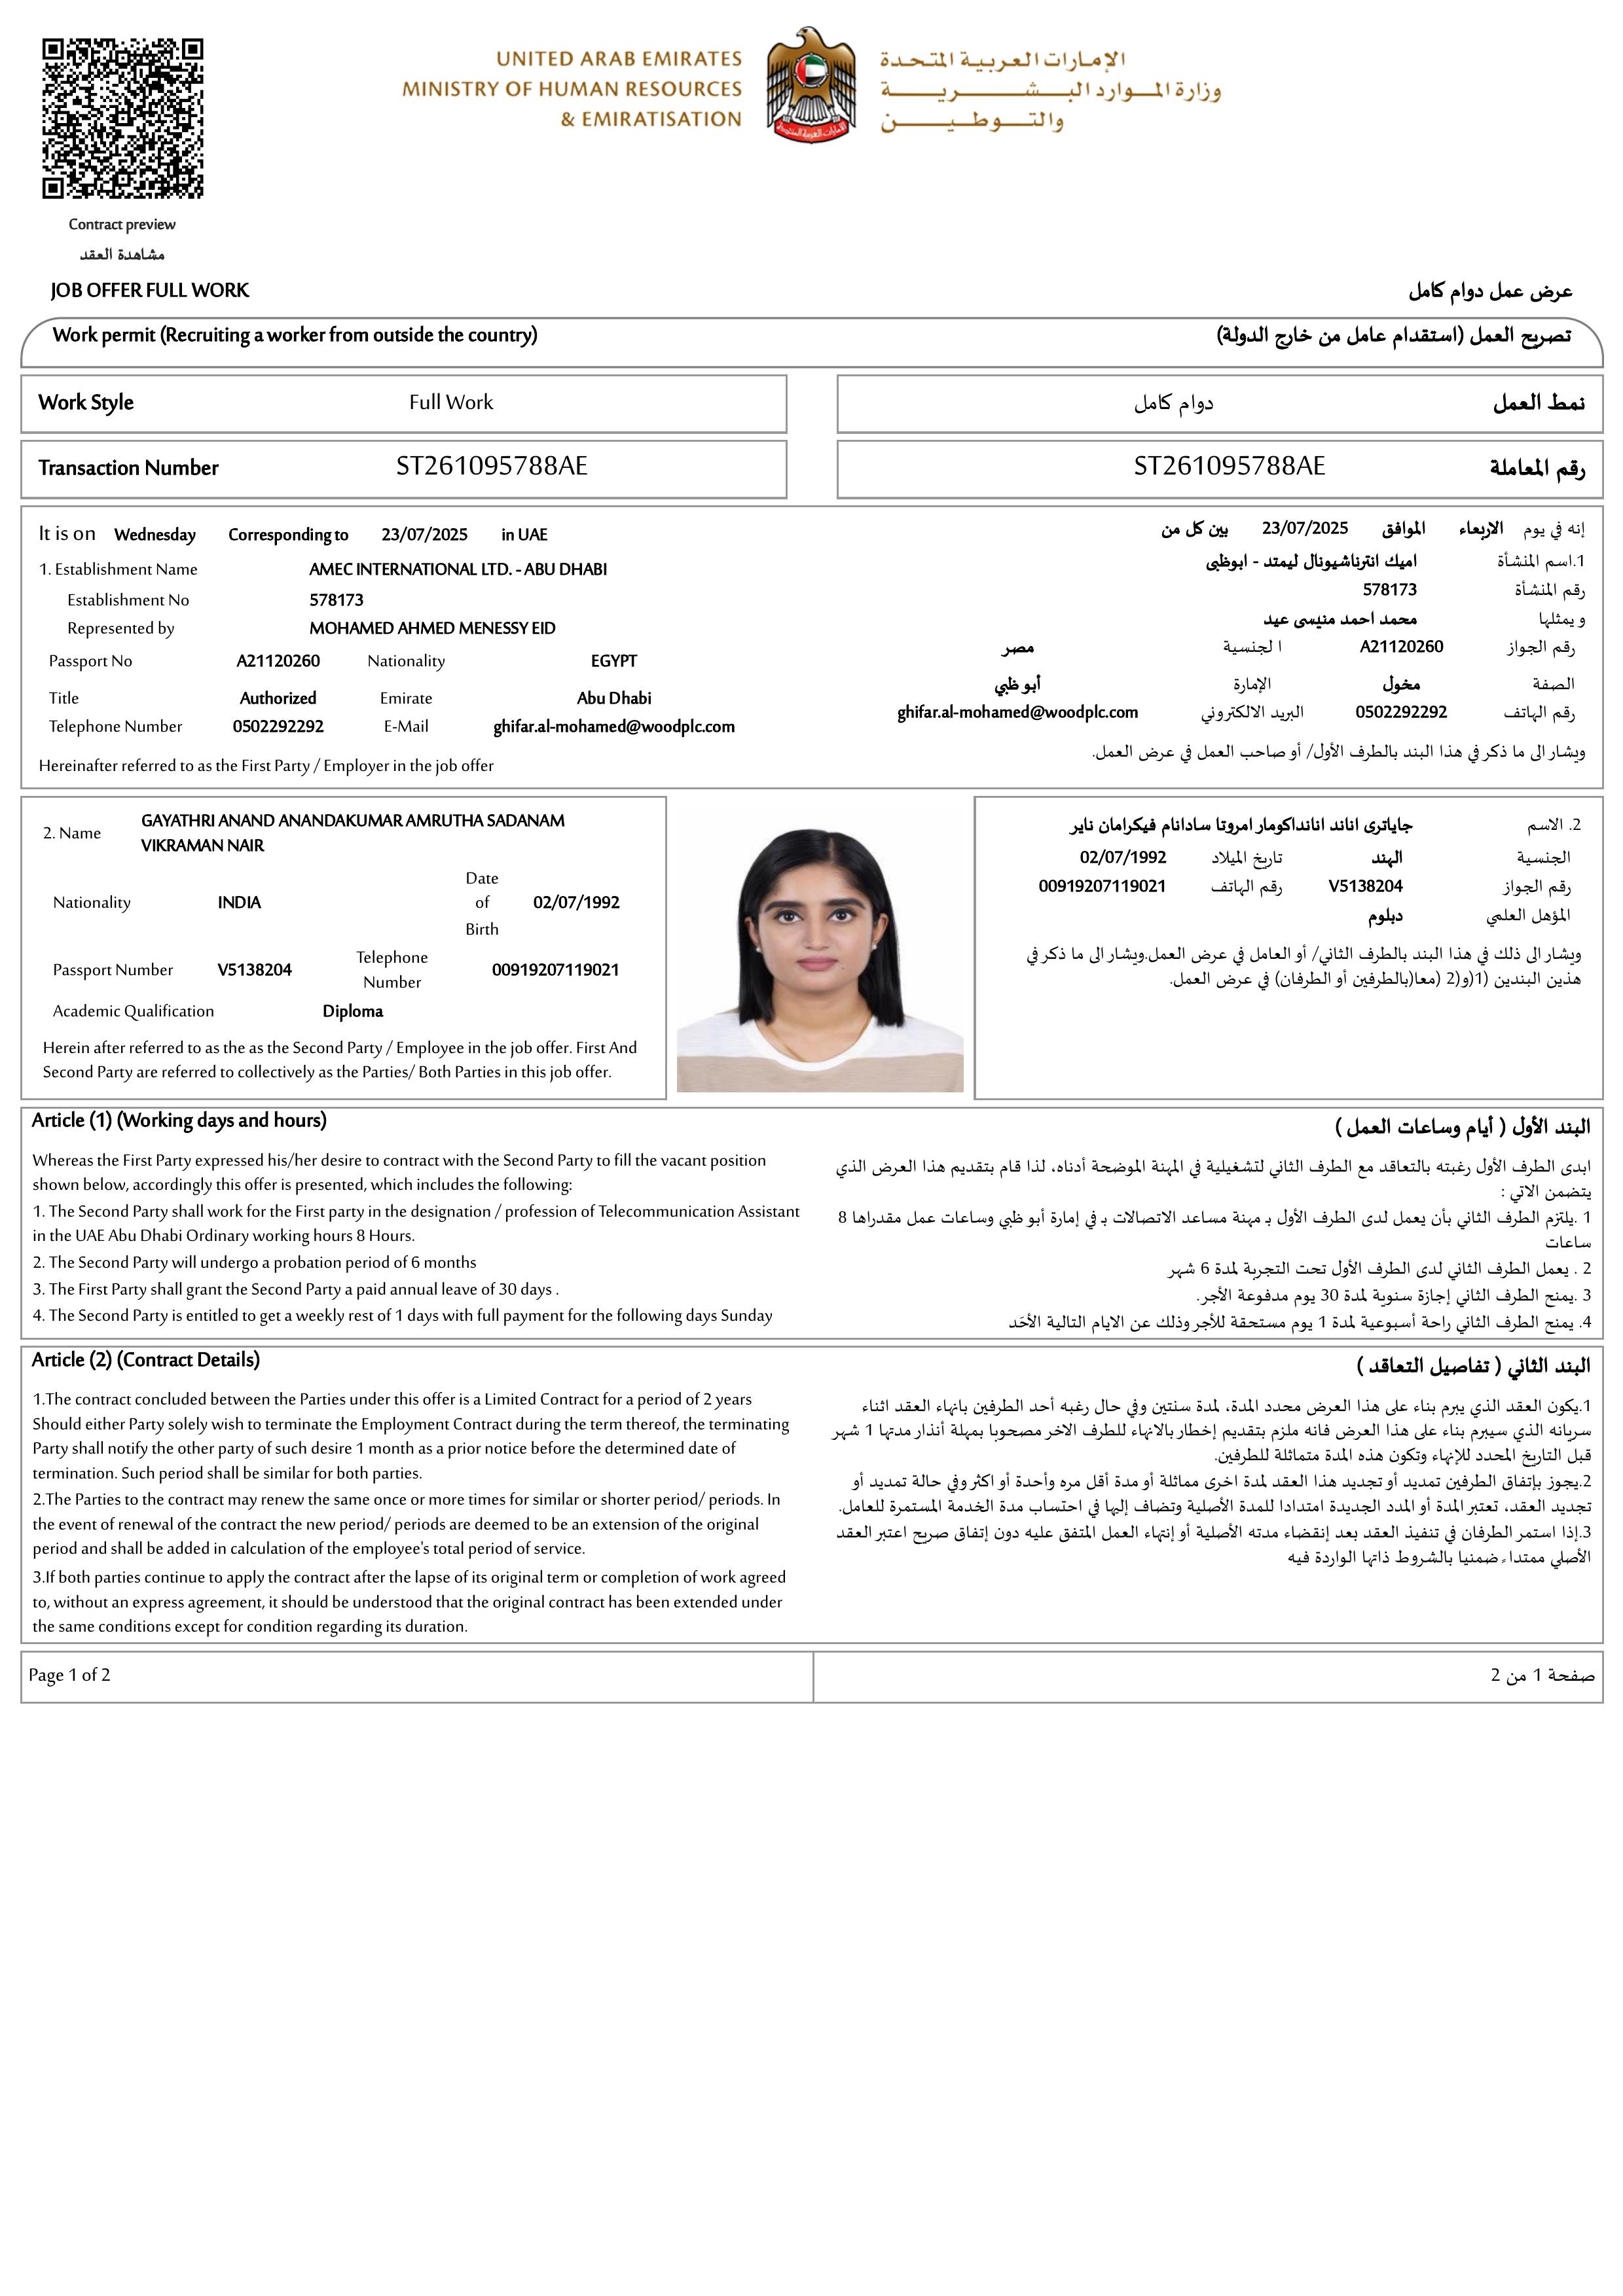 UNITED ARAB EMIRATES
MINISTRY OF HUMAN RESOURCES
& EMIRATISATION
الإمارات العربية المتحدة
وزارة الموارد البشرية
والتوطين
Contract preview
مشاهدة العقد
JOB OFFER FULL WORK
عرض عمل دوام كامل
Work permit (Recruiting a worker from outside the country)
تصريح العمل (استقدام عامل من خارج الدولة)
Work Style Full Work
نمط العمل دوام كامل
Transaction Number ST261095788AE
رقم المعاملة ST261095788AE
It is on Wednesday Corresponding to 23/07/2025 in UAE
1. Establishment Name AMEC INTERNATIONAL LTD. - ABU DHABI
Establishment No 578173
Represented by MOHAMED AHMED MENESSY EID
Passport No A21120260 Nationality EGYPT
Title Authorized Emirate Abu Dhabi
Telephone Number 0502292292 E-Mail ghifar.al-mohamed@woodplc.com
Hereinafter referred to as the First Party / Employer in the job offer
إنه في يوم الاربعاء الموافق 23/07/2025 بين كل من
1.اسم المنشأة اميك انترناشيونال ليمتد - ابوظبى
رقم المنشأة 578173
و يمثلها محمد احمد منيسى عيد
رقم الجواز A21120260 ا لجنسية مصر
الصفة مخول الإمارة أبو ظبي
رقم الهاتف 0502292292 البريد الالكتروني ghifar.al-mohamed@woodplc.com
ويشار الى ما ذكر في هذا البند بالطرف الأول/ أو صاحب العمل في عرض العمل.
2. Name GAYATHRI ANAND ANANDAKUMAR AMRUTHA SADANAM
VIKRAMAN NAIR
Nationality INDIA Date of Birth 02/07/1992
Passport Number V5138204 Telephone Number 00919207119021
Academic Qualification Diploma
Herein after referred to as the as the Second Party / Employee in the job offer. First And
Second Party are referred to collectively as the Parties/ Both Parties in this job offer.
2. الاسم جاياترى اناند انانداكومار امروتا سادانام فيكرامان ناير
الجنسية الهند تاريخ الميلاد 02/07/1992
رقم الجواز V5138204 رقم الهاتف 00919207119021
المؤهل العلمي دبلوم
ويشار الى ذلك في هذا البند بالطرف الثاني/ أو العامل في عرض العمل.ويشار الى ما ذكر في
هذين البندين (1(و(2 (معا(بالطرفين أو الطرفان) في عرض العمل.
Article (1) (Working days and hours)
Whereas the First Party expressed his/her desire to contract with the Second Party to fill the vacant position
shown below, accordingly this offer is presented, which includes the following:
1. The Second Party shall work for the First party in the designation / profession of Telecommunication Assistant
in the UAE Abu Dhabi Ordinary working hours 8 Hours.
2. The Second Party will undergo a probation period of 6 months
3. The First Party shall grant the Second Party a paid annual leave of 30 days .
4. The Second Party is entitled to get a weekly rest of 1 days with full payment for the following days Sunday
البند الأول ( أيام وساعات العمل )
ابدى الطرف الأول رغبته بالتعاقد مع الطرف الثاني لتشغيلية في المهنة الموضحة أدناه، لذا قام بتقديم هذا العرض الذي
يتضمن الاتي :
1 .يلتزم الطرف الثاني بأن يعمل لدى الطرف الأول بـ مهنة مساعد الاتصالات بـ في إمارة أبو ظبي وساعات عمل مقدراها 8
ساعات
2 . يعمل الطرف الثاني لدى الطرف الأول تحت التجربة لمدة 6 شهر
3 .يمنح الطرف الثاني إجازة سنوية لمدة 30 يوم مدفوعة الأجر.
4. يمنح الطرف الثاني راحة أسبوعية لمدة 1 يوم مستحقة للأجر وذلك عن الايام التالية الأحَد
Article (2) (Contract Details)
1.The contract concluded between the Parties under this offer is a Limited Contract for a period of 2 years
Should either Party solely wish to terminate the Employment Contract during the term thereof, the terminating
Party shall notify the other party of such desire 1 month as a prior notice before the determined date of
termination. Such period shall be similar for both parties.
2.The Parties to the contract may renew the same once or more times for similar or shorter period/ periods. In
the event of renewal of the contract the new period/ periods are deemed to be an extension of the original
period and shall be added in calculation of the employee's total period of service.
3.If both parties continue to apply the contract after the lapse of its original term or completion of work agreed
to, without an express agreement, it should be understood that the original contract has been extended under
the same conditions except for condition regarding its duration.
البند الثاني ( تفاصيل التعاقد )
1.يكون العقد الذي يبرم بناء على هذا العرض محدد المدة، لمدة سنتين وفي حال رغبه أحد الطرفين بانهاء العقد اثناء
سريانه الذي سيبرم بناء على هذا العرض فانه ملزم بتقديم إخطار بالانهاء للطرف الاخر مصحوبا بمهلة أنذار مدتها 1 شهر
قبل التاريخ المحدد للإنهاء وتكون هذه المدة متماثلة للطرفين.
2.يجوز بإتفاق الطرفين تمديد أو تجديد هذا العقد لمدة اخرى مماثلة أو مدة أقل مره وأحدة أو اكثر وفي حالة تمديد أو
تجديد العقد، تعتبر المدة أو المدد الجديدة امتدادا للمدة الأصلية وتضاف إليها في احتساب مدة الخدمة المستمرة للعامل.
3.إذا استمر الطرفان في تنفيذ العقد بعد إنقضاء مدته الأصلية أو إنتهاء العمل المتفق عليه دون إتفاق صريح اعتبر العقد
الأصلي ممتداء ضمنيا بالشروط ذاتها الواردة فيه
Page 1 of 2
صفحة 1 من 2